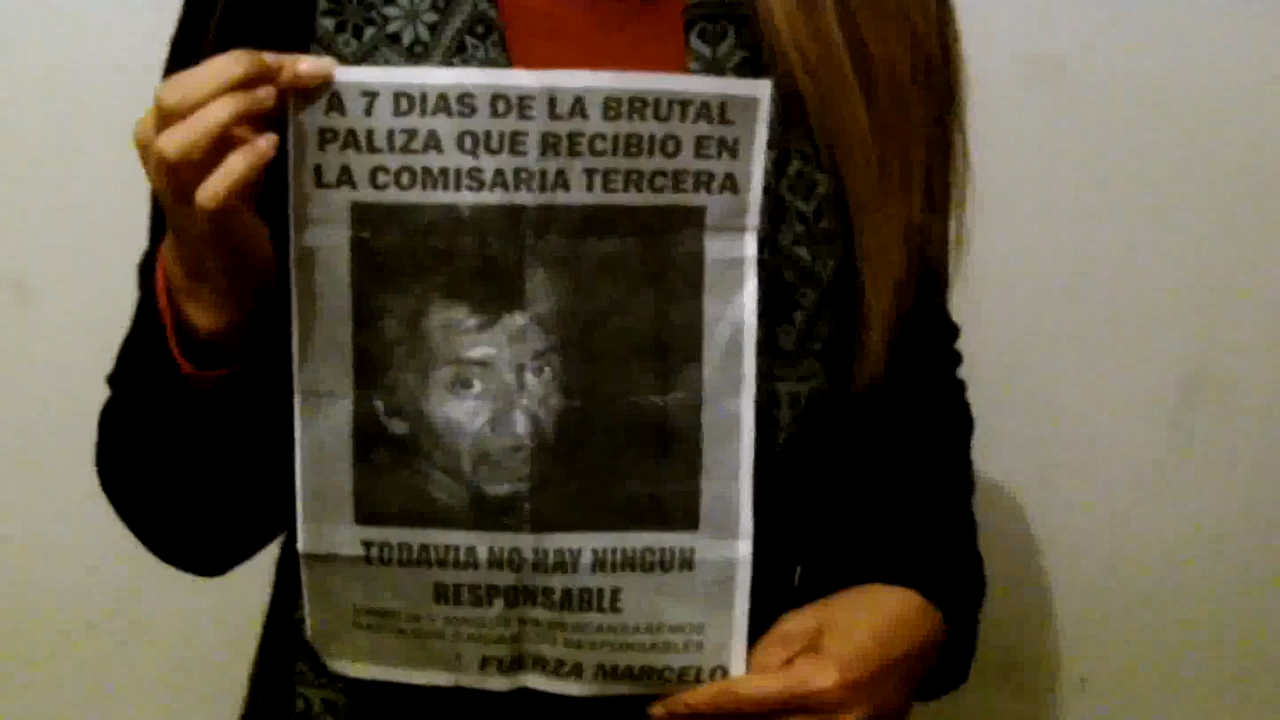 A 7 DIAS DE LA BRUTAL
PALIZA QUE RECIBIO EN
LA COMISARIA TERCERA
TODAVIA NO HAY NINGUN
RESPONSABLE
RESPONSABLES
FUERZA MARCELO